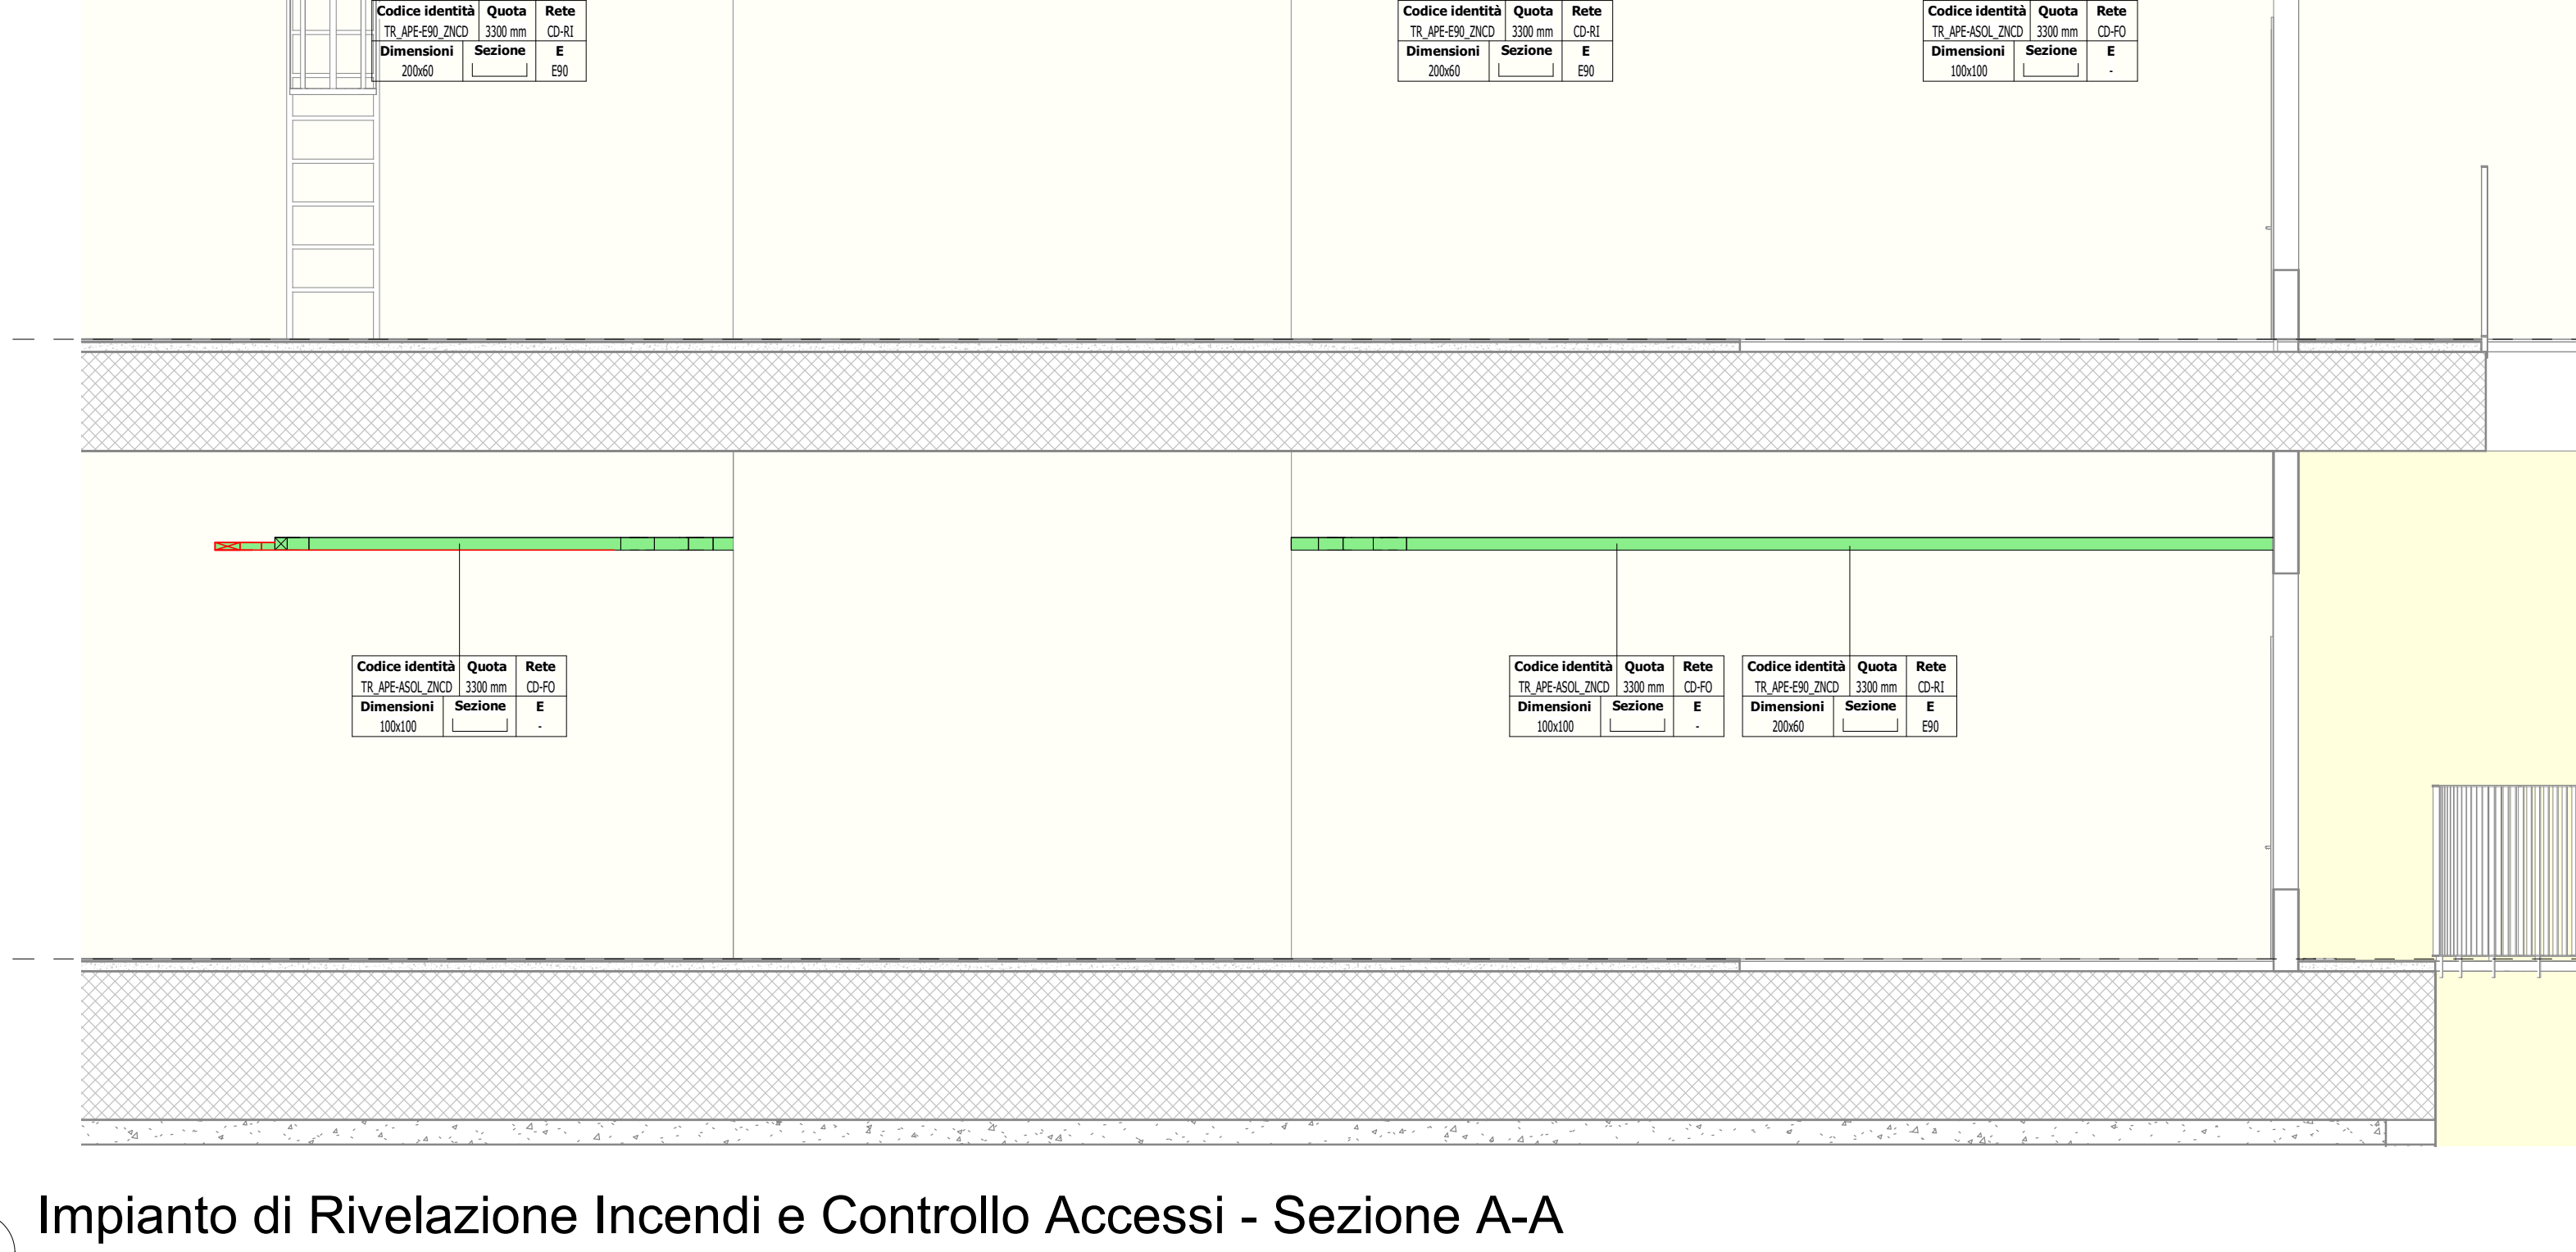 Codice identità Quota Rete
TR_APE-E90_ZNCD 3300 mm CD-RI
Dimensioni Sezione E
200x60 E90
Codice identità Quota Rete
TR_APE-E90_ZNCD 3300 mm CD-RI
Dimensioni Sezione E
200x60 E90
Codice identità Quota Rete
TR_APE-ASOL_ZNCD 3300 mm CD-FO
Dimensioni Sezione E
100x100 -
Codice identità Quota Rete
TR_APE-ASOL_ZNCD 3300 mm CD-FO
Dimensioni Sezione E
100x100 -
Codice identità Quota Rete
TR_APE-ASOL_ZNCD 3300 mm CD-FO
Dimensioni Sezione E
100x100 -
Codice identità Quota Rete
TR_APE-E90_ZNCD 3300 mm CD-RI
Dimensioni Sezione E
200x60 E90
Impianto di Rivelazione Incendi e Controllo Accessi - Sezione A-A